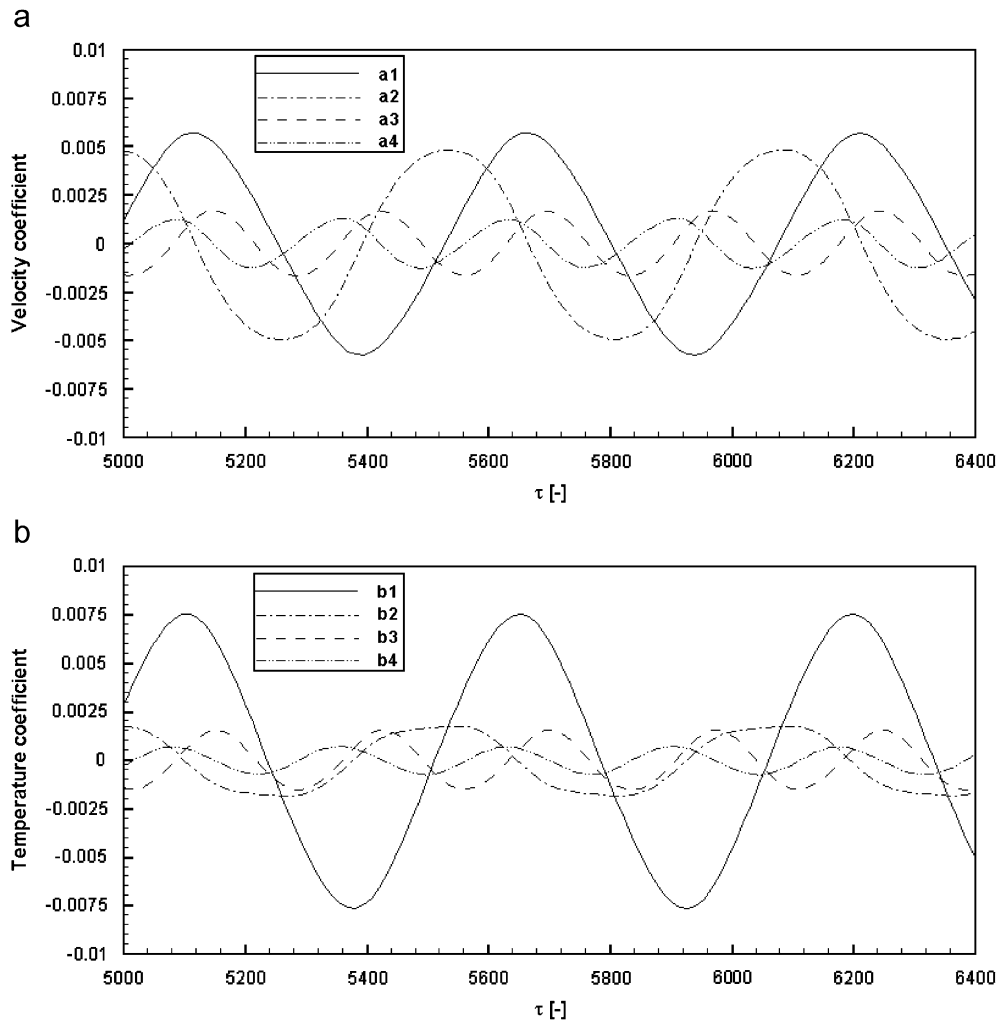 a
0.01
0.0075
0.005
0.0025
0
-0.0025
-0.005
-0.0075
-0.01
Velocity coefficient
a1
a2
a3
a4
5000 5200 5400 5600 5800 6000 6200 6400
τ [-]
b
0.01
0.0075
0.005
0.0025
0
-0.0025
-0.005
-0.0075
-0.01
Temperature coefficient
b1
b2
b3
b4
5000 5200 5400 5600 5800 6000 6200 6400
τ [-]